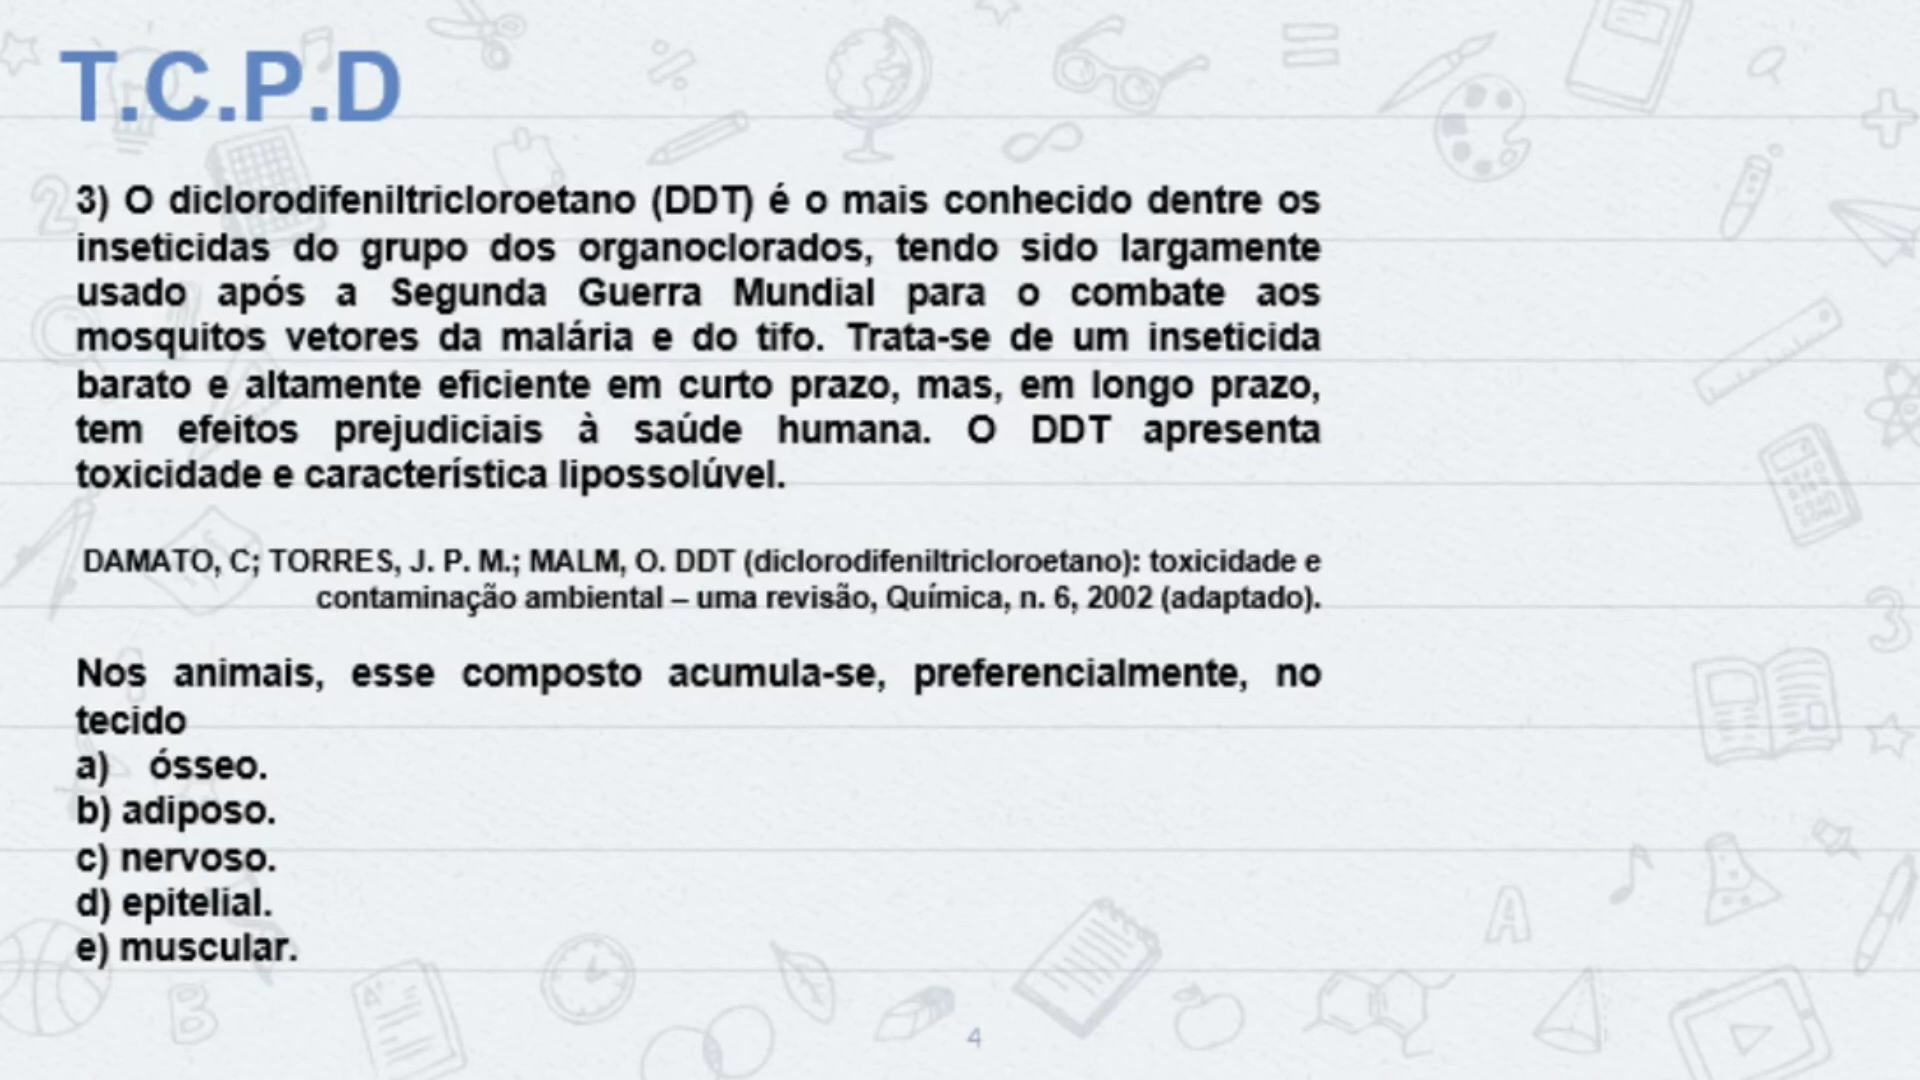 T.C.P.D
3) O diclorodifeniltricloroetano (DDT) é o mais conhecido dentre os
inseticidas do grupo dos organoclorados, tendo sido largamente
usado após a Segunda Guerra Mundial para o combate aos
mosquitos vetores da malária e do tifo. Trata-se de um inseticida
barato e altamente eficiente em curto prazo, mas, em longo prazo,
tem efeitos prejudiciais à saúde humana. O DDT apresenta
toxicidade e característica lipossolúvel.
DAMATO, C; TORRES, J. P. M.; MALM, O. DDT (diclorodifeniltricloroetano): toxicidade e
contaminação ambiental – uma revisão, Química, n. 6, 2002 (adaptado).
Nos animais, esse composto acumula-se, preferencialmente, no
tecido
a) ósseo.
b) adiposo.
c) nervoso.
d) epitelial.
e) muscular.
4